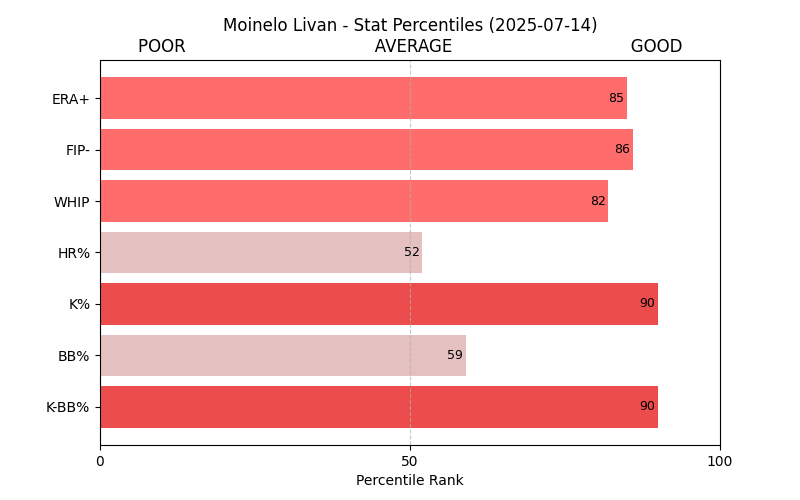 Moinelo Livan - Stat Percentiles (2025-07-14)
POOR AVERAGE GOOD
ERA+ 85
FIP- 86
WHIP 82
HR% 52
K% 90
BB% 59
K-BB% 90
0 50 100
Percentile Rank